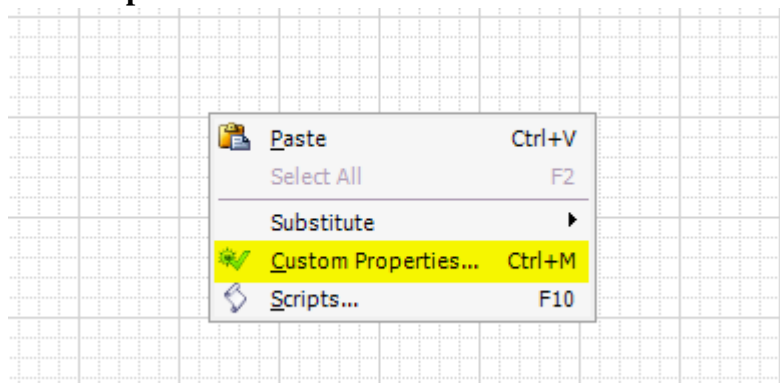 Paste Ctrl+V
Select All F2
Substitute
Custom Properties... Ctrl+M
Scripts... F10